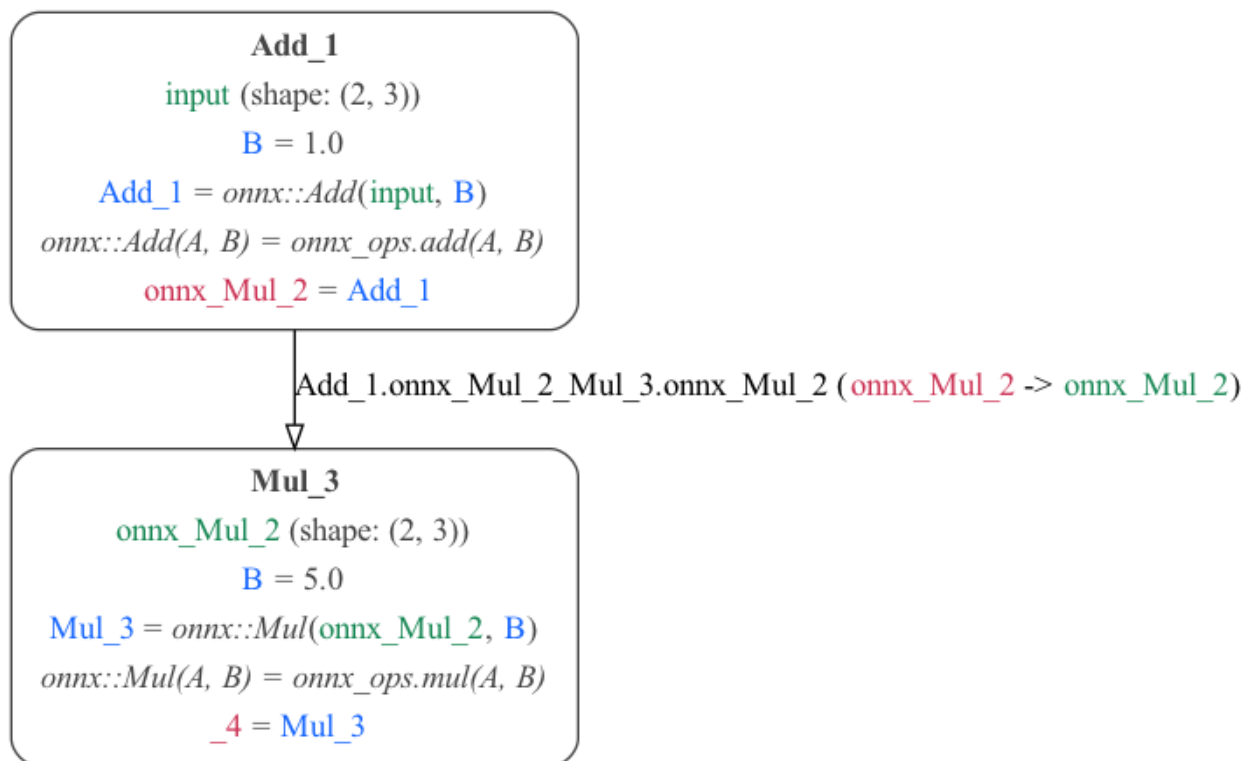 Add_1
input (shape: (2, 3))
B = 1.0
Add_1 = onnx::Add(input, B)
onnx::Add(A, B) = onnx_ops.add(A, B)
onnx_Mul_2 = Add_1
Add_1.onnx_Mul_2_Mul_3.onnx_Mul_2 (onnx_Mul_2 -> onnx_Mul_2)
Mul_3
onnx_Mul_2 (shape: (2, 3))
B = 5.0
Mul_3 = onnx::Mul(onnx_Mul_2, B)
onnx::Mul(A, B) = onnx_ops.mul(A, B)
_4 = Mul_3